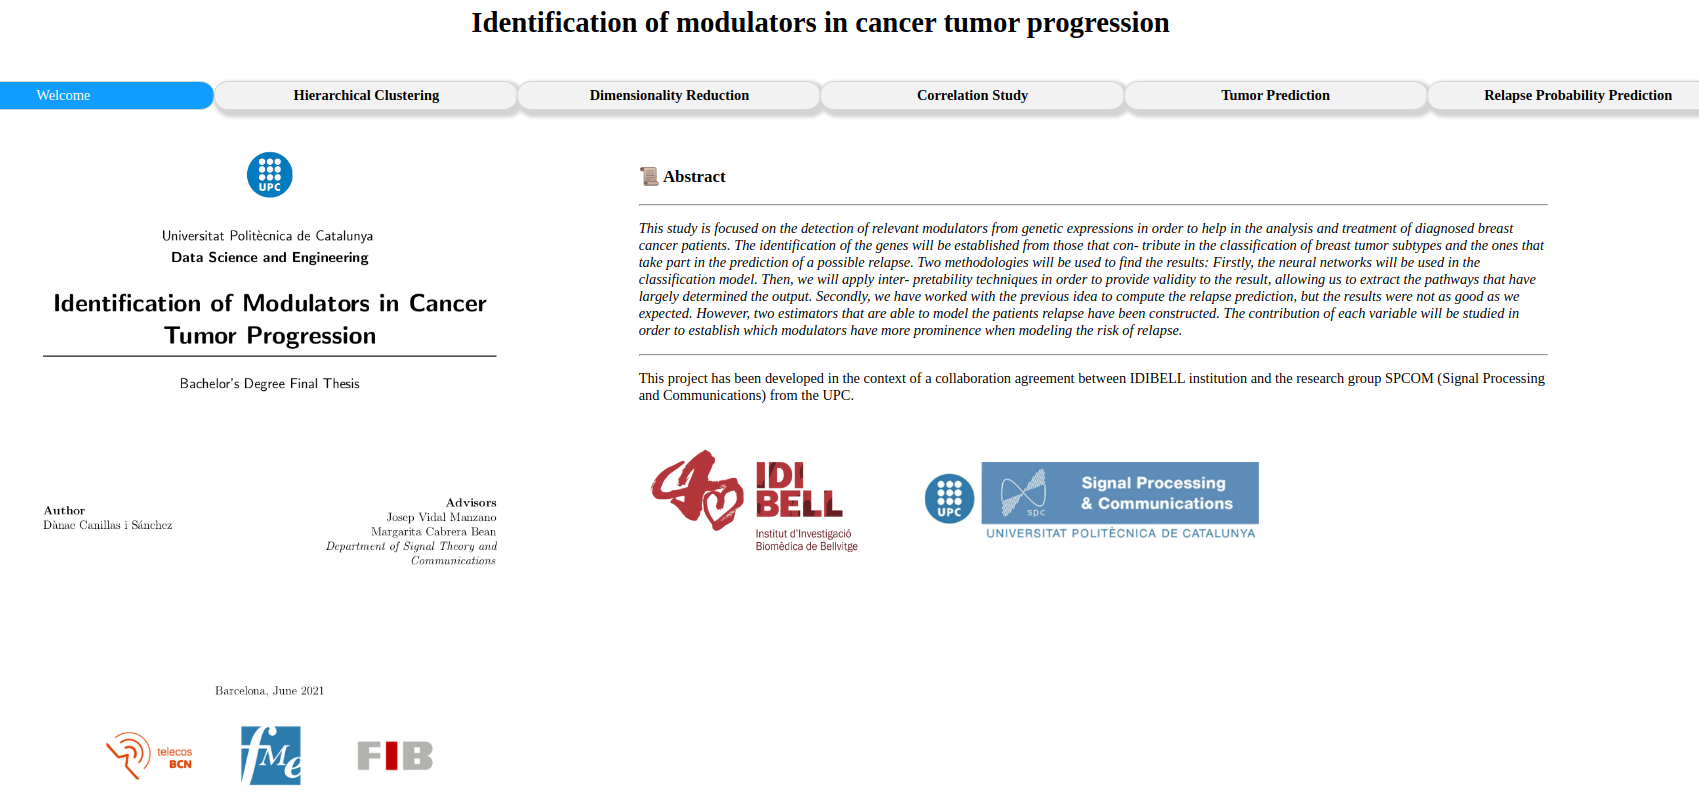 Identification of modulators in cancer tumor progression
Welcome
Hierarchical Clustering
Dimensionality Reduction
Correlation Study
Tumor Prediction
Relapse Probability Prediction
UPC
Universitat Politècnica de Catalunya
Data Science and Engineering
Identification of Modulators in Cancer
Tumor Progression
Bachelor's Degree Final Thesis
Author
Dànae Canillas i Sánchez
Advisors
Josep Vidal Manzano
Margarita Cabrera Bean
Department of Signal Theory and
Communications
Barcelona, June 2021
telecos
BCN
fMe
FIB
Abstract
This study is focused on the detection of relevant modulators from genetic expressions in order to help in the analysis and treatment of diagnosed breast
cancer patients. The identification of the genes will be established from those that con- tribute in the classification of breast tumor subtypes and the ones that
take part in the prediction of a possible relapse. Two methodologies will be used to find the results: Firstly, the neural networks will be used in the
classification model. Then, we will apply inter- pretability techniques in order to provide validity to the result, allowing us to extract the pathways that have
largely determined the output. Secondly, we have worked with the previous idea to compute the relapse prediction, but the results were not as good as we
expected. However, two estimators that are able to model the patients relapse have been constructed. The contribution of each variable will be studied in
order to establish which modulators have more prominence when modeling the risk of relapse.
This project has been developed in the context of a collaboration agreement between IDIBELL institution and the research group SPCOM (Signal Processing
and Communications) from the UPC.
IDI
BELL
Institut d'Investigació
Biomèdica de Bellvitge
UPC
spc
Signal Processing
& Communications
UNIVERSITAT POLITÈCNICA DE CATALUNYA